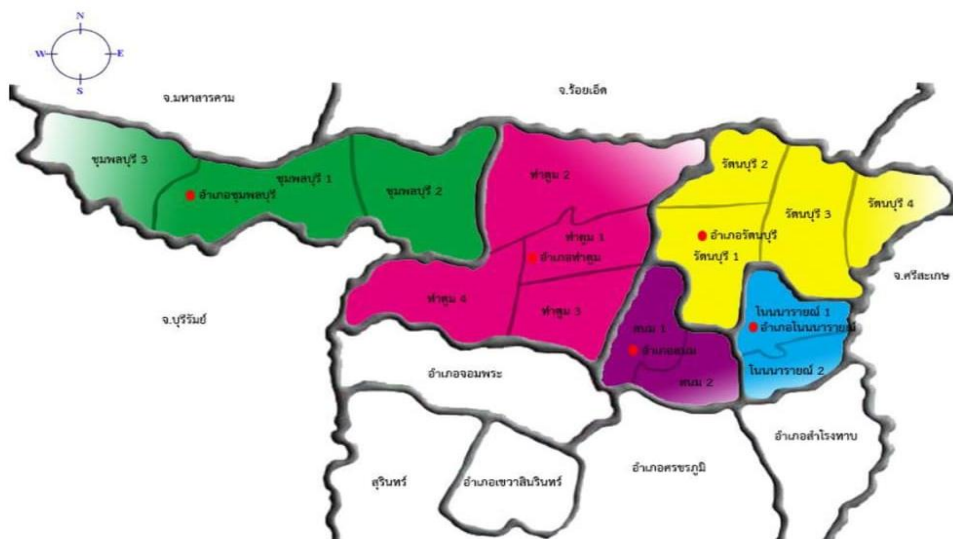 N
W
E
S
จ.มหาสารคาม
จ.ร้อยเอ็ด
ชุมพลบุรี 3
ชุมพลบุรี 1
อำเภอชุมพลบุรี
ชุมพลบุรี 2
ท่าตูม 2
รัตนบุรี 2
รัตนบุรี 3
รัตนบุรี 4
ท่าตูม 1
อำเภอท่าตูม
อำเภอรัตนบุรี
รัตนบุรี 1
จ.ศรีสะเกษ
จ.บุรีรัมย์
ท่าตูม 4
ท่าตูม 3
สนม 1
อำเภอสนม
สนม 2
โนนนารายณ์ 1
อำเภอโนนนารายณ์
โนนนารายณ์ 2
อำเภอจอมพระ
อำเภอสำโรงทาบ
สุรินทร์
อำเภอเขวาสินรินทร์
อำเภอศรขรภูมิ